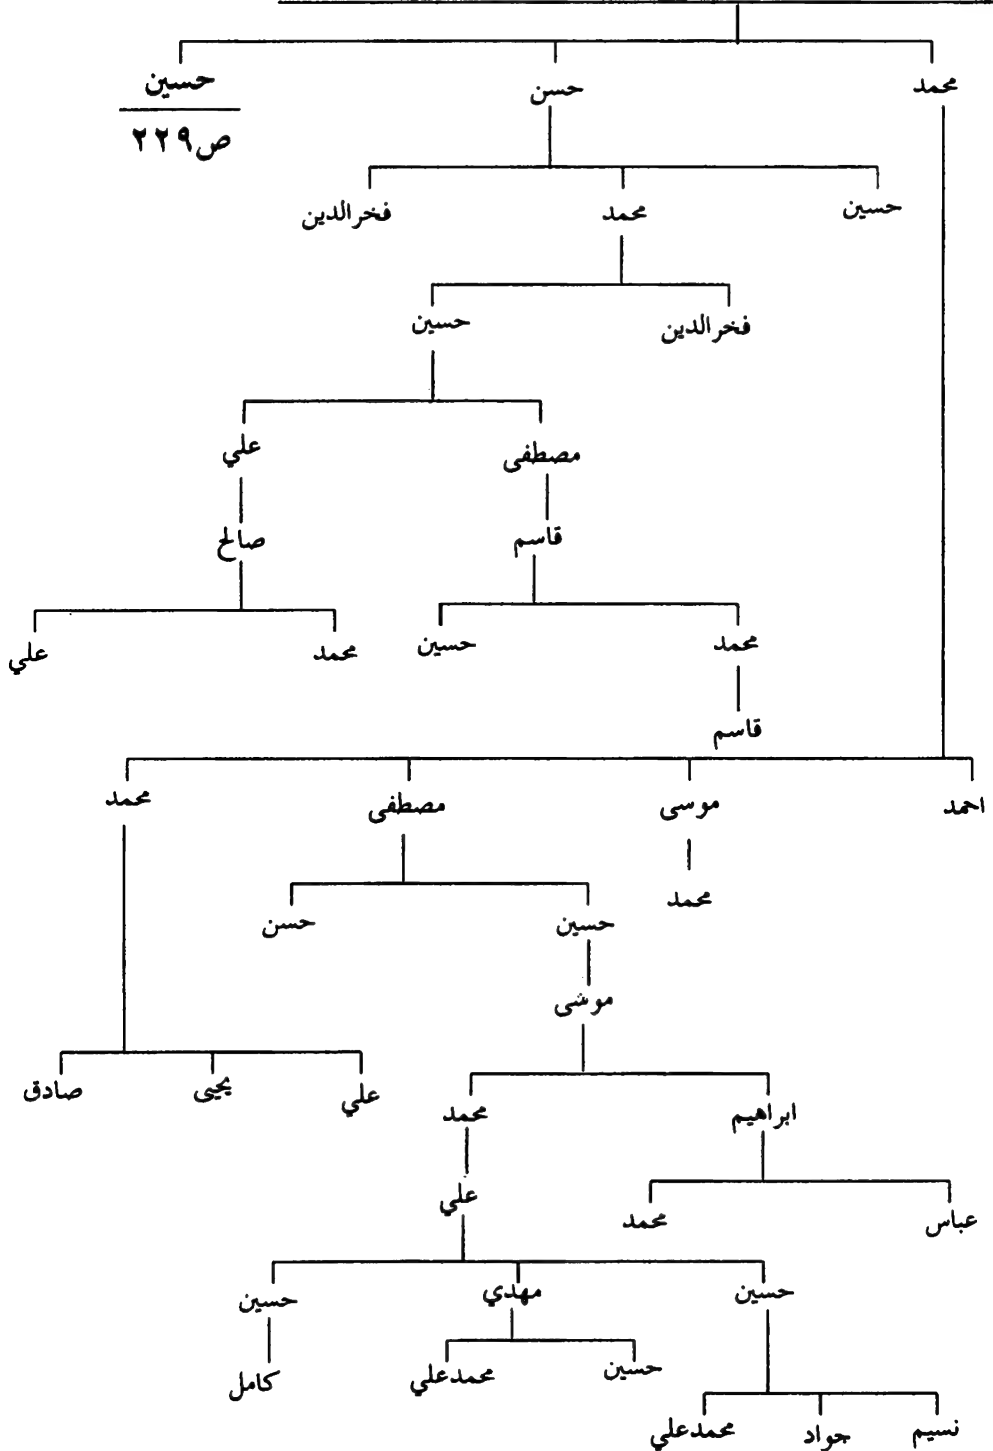 محمد حسن حسين
ص ٢٢٩
حسين محمد فخرالدين
فخرالدين حسين
مصطفى علي
قاسم صالح
محمد حسين محمد علي
قاسم
احمد موسى مصطفى محمد
محمد
حسين حسن
موسى
علي يحيى صادق
ابراهيم محمد
علي
عباس محمد
حسين مهدي حسين
حسين محمدعلي كامل
نسيم جواد محمدعلي